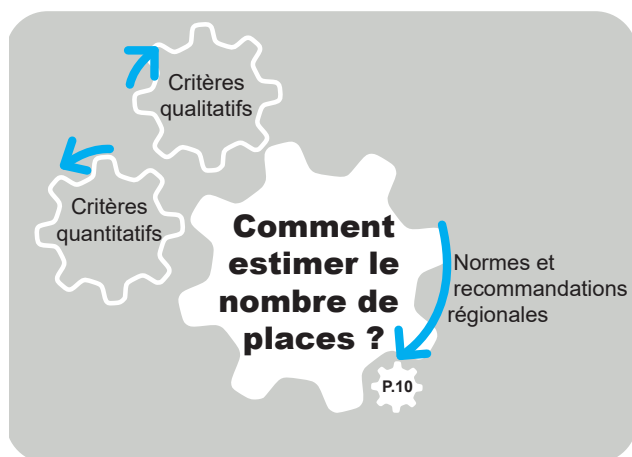 Critères
qualitatifs
Critères
quantitatifs
Comment
estimer le
nombre de
places ?
Normes et
recommandations
régionales
P.10